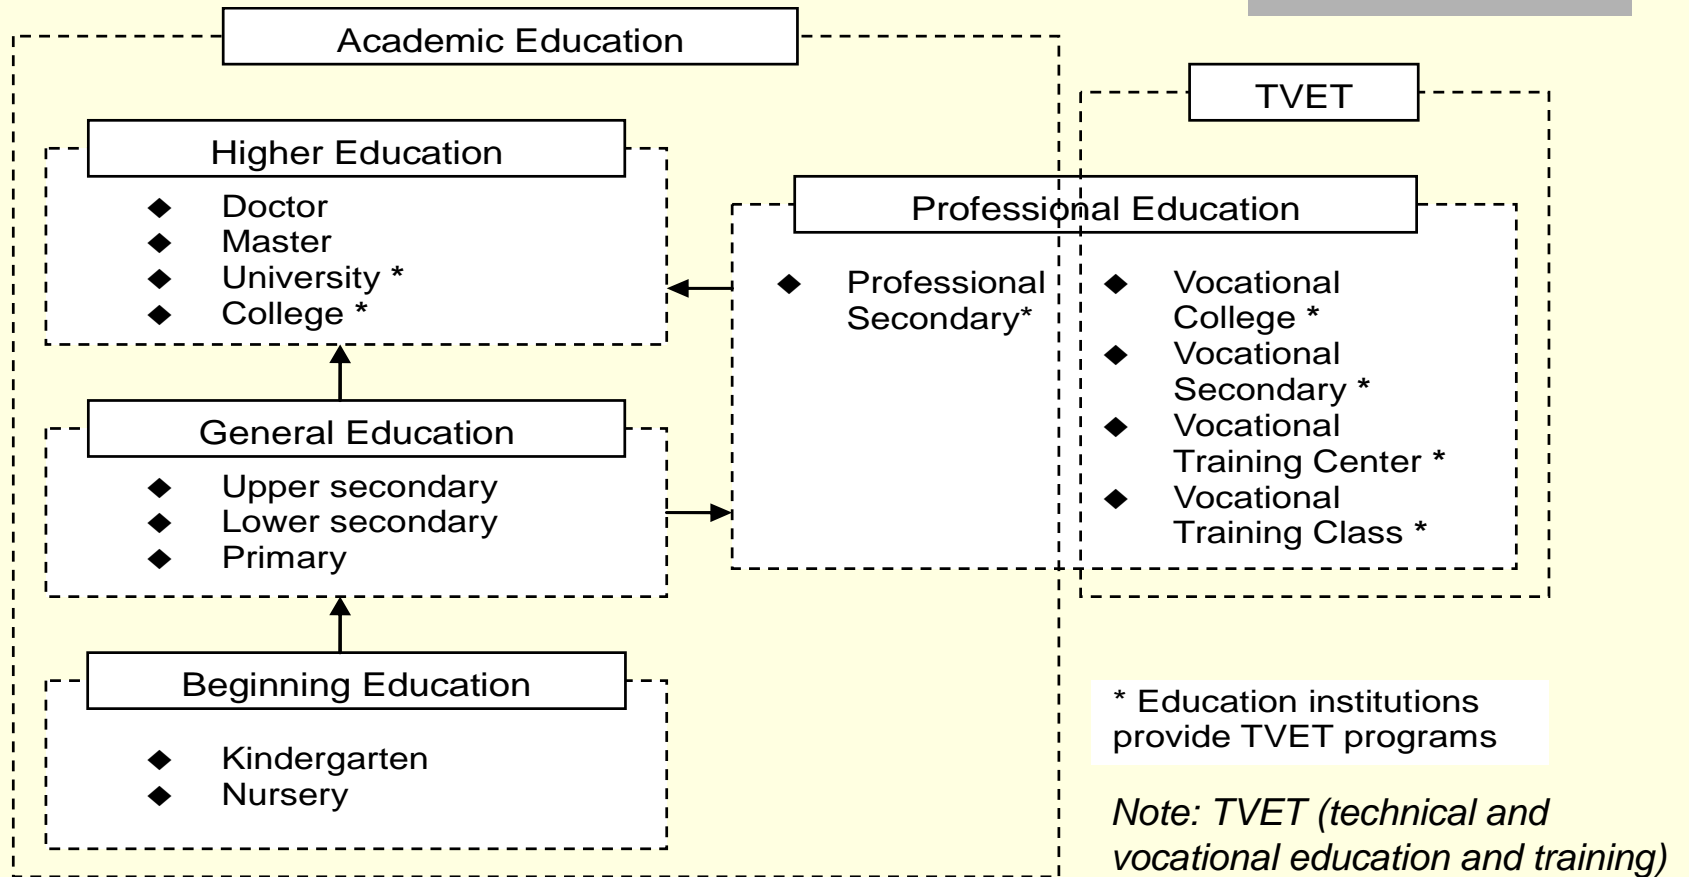 Academic Education
TVET
Higher Education
◆ Doctor
◆ Master
◆ University *
◆ College *
Professional Education
◆ Professional
Secondary*
◆ Vocational
College *
◆ Vocational
Secondary *
◆ Vocational
Training Center *
◆ Vocational
Training Class *
General Education
◆ Upper secondary
◆ Lower secondary
◆ Primary
Beginning Education
◆ Kindergarten
◆ Nursery
* Education institutions
provide TVET programs
Note: TVET (technical and
vocational education and training)